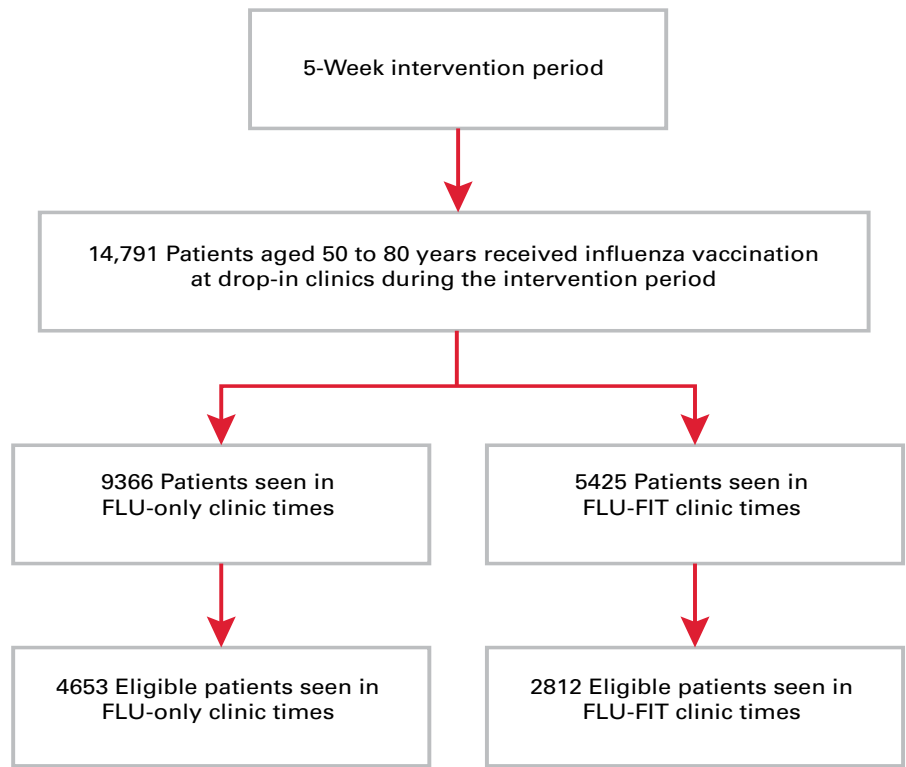 5-Week intervention period
14,791 Patients aged 50 to 80 years received influenza vaccination
at drop-in clinics during the intervention period
9366 Patients seen in
FLU-only clinic times
5425 Patients seen in
FLU-FIT clinic times
4653 Eligible patients seen in
FLU-only clinic times
2812 Eligible patients seen in
FLU-FIT clinic times